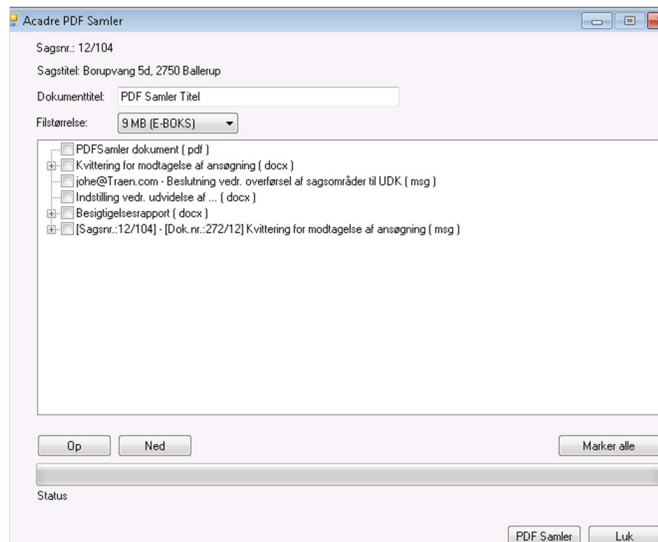 Acadre PDF Samler
Sagsnr.: 12/104
Sagstitel: Borupvang 5d, 2750 Ballerup
Dokumenttitel: PDF Samler Titel
Filstørrelse: 9 MB (E-BOKS)
PDFSamler dokument ( pdf )
Kvittering for modtagelse af ansøgning ( docx )
johe@Traen.com - Beslutning vedr. overførsel af sagsområder til UDK ( msg )
Indstilling vedr. udvidelse af ... ( docx )
Besigtigelsesrapport ( docx )
[Sagsnr.:12/104] - [Dok.nr.:272/12] Kvittering for modtagelse af ansøgning ( msg )
Op Ned Marker alle
Status
PDF Samler Luk